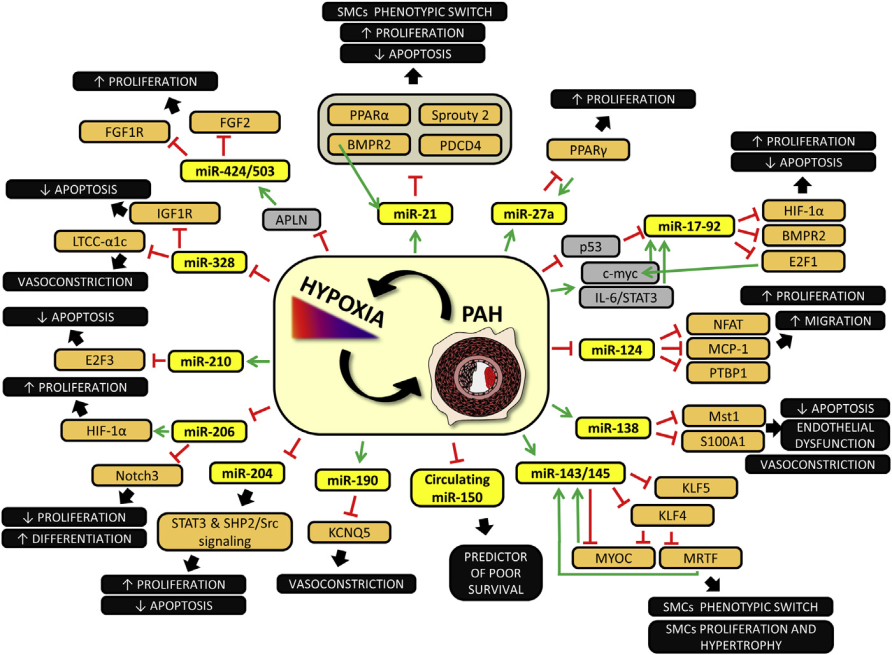 SMCs PHENOTYPIC SWITCH
↑ PROLIFERATION
↓ APOPTOSIS
PPARα
Sprouty 2
BMPR2
PDCD4
miR-21
↑ PROLIFERATION
FGF1R
FGF2
miR-424/503
APLN
↓ APOPTOSIS
IGF1R
LTCC-α1c
miR-328
VASOCONSTRICTION
↓ APOPTOSIS
E2F3
miR-210
↑ PROLIFERATION
HIF-1α
miR-206
Notch3
↓ PROLIFERATION
↑ DIFFERENTIATION
miR-204
STAT3 & SHP2/Src
signaling
↑ PROLIFERATION
↓ APOPTOSIS
miR-190
KCNQ5
VASOCONSTRICTION
Circulating
miR-150
PREDICTOR
OF POOR
SURVIVAL
HYPOXIA
PAH
↑ PROLIFERATION
PPARγ
miR-27a
↑ PROLIFERATION
↓ APOPTOSIS
p53
miR-17-92
HIF-1α
BMPR2
E2F1
c-myc
IL-6/STAT3
↑ PROLIFERATION
↑ MIGRATION
miR-124
NFAT
MCP-1
PTBP1
miR-138
Mst1
S100A1
↓ APOPTOSIS
ENDOTHELIAL
DYSFUNCTION
VASOCONSTRICTION
miR-143/145
KLF5
KLF4
MYOC
MRTF
SMCs PHENOTYPIC SWITCH
SMCs PROLIFERATION AND
HYPERTROPHY